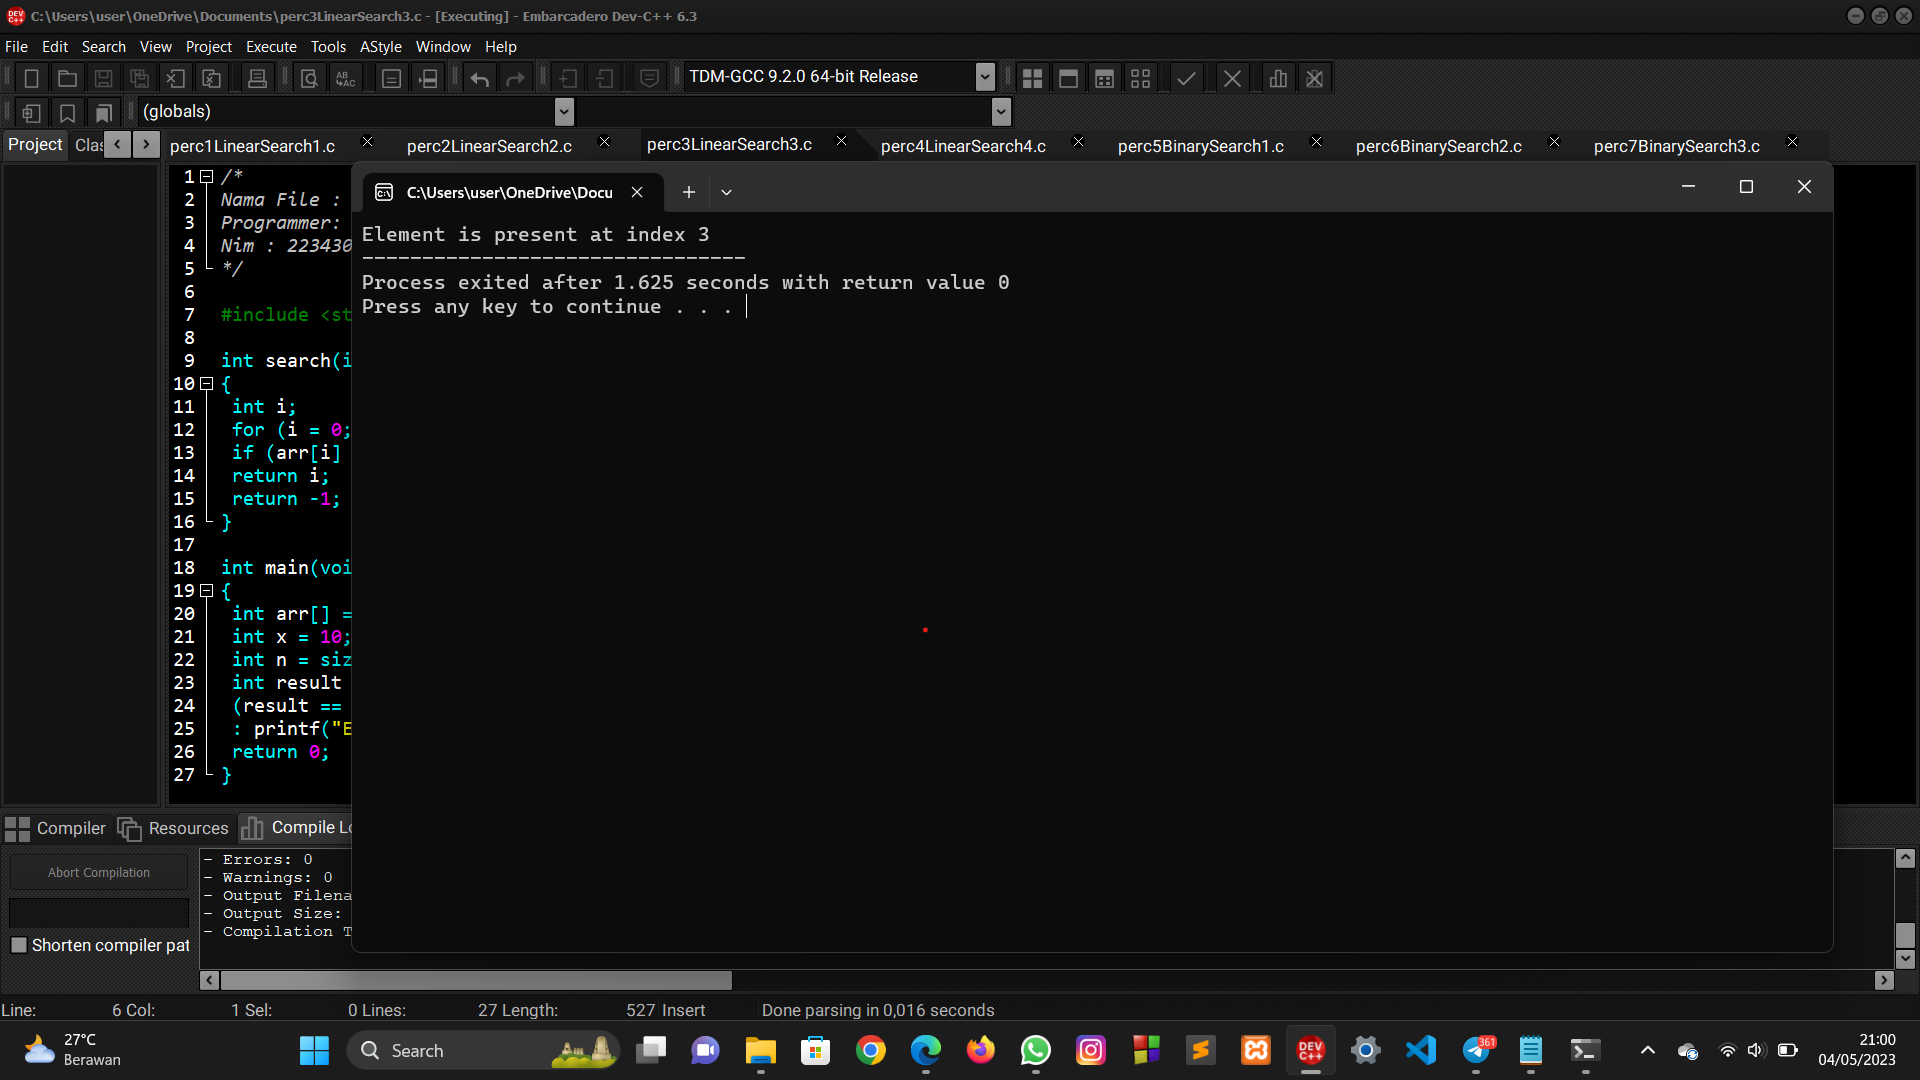 C:\Users\user\OneDrive\Documents\perc3LinearSearch3.c - [Executing] - Embarcadero Dev-C++ 6.3
File Edit Search View Project Execute Tools AStyle Window Help
TDM-GCC 9.2.0 64-bit Release
(globals)
Project Clas perc1LinearSearch1.c perc2LinearSearch2.c perc3LinearSearch3.c perc4LinearSearch4.c perc5BinarySearch1.c perc6BinarySearch2.c perc7BinarySearch3.c
C:\Users\user\OneDrive\Docu
Element is present at index 3
--------------------------------
Process exited after 1.625 seconds with return value 0
Press any key to continue . . .
1 /*
2 Nama File :
3 Programmer:
4 Nim : 223430
5 */
6
7 #include <st
8
9 int search(i
10 {
11 int i;
12 for (i = 0;
13 if (arr[i]
14 return i;
15 return -1;
16 }
17
18 int main(voi
19 {
20 int arr[] =
21 int x = 10;
22 int n = siz
23 int result
24 (result ==
25 : printf("E
26 return 0;
27 }
Compiler Resources Compile Lo
Abort Compilation
Shorten compiler pat
- Errors: 0
- Warnings: 0
- Output Filena
- Output Size:
- Compilation T
Line: 6 Col: 1 Sel: 0 Lines: 27 Length: 527 Insert Done parsing in 0,016 seconds
27°C
Berawan
Search
DEV C++
361
21:00
04/05/2023